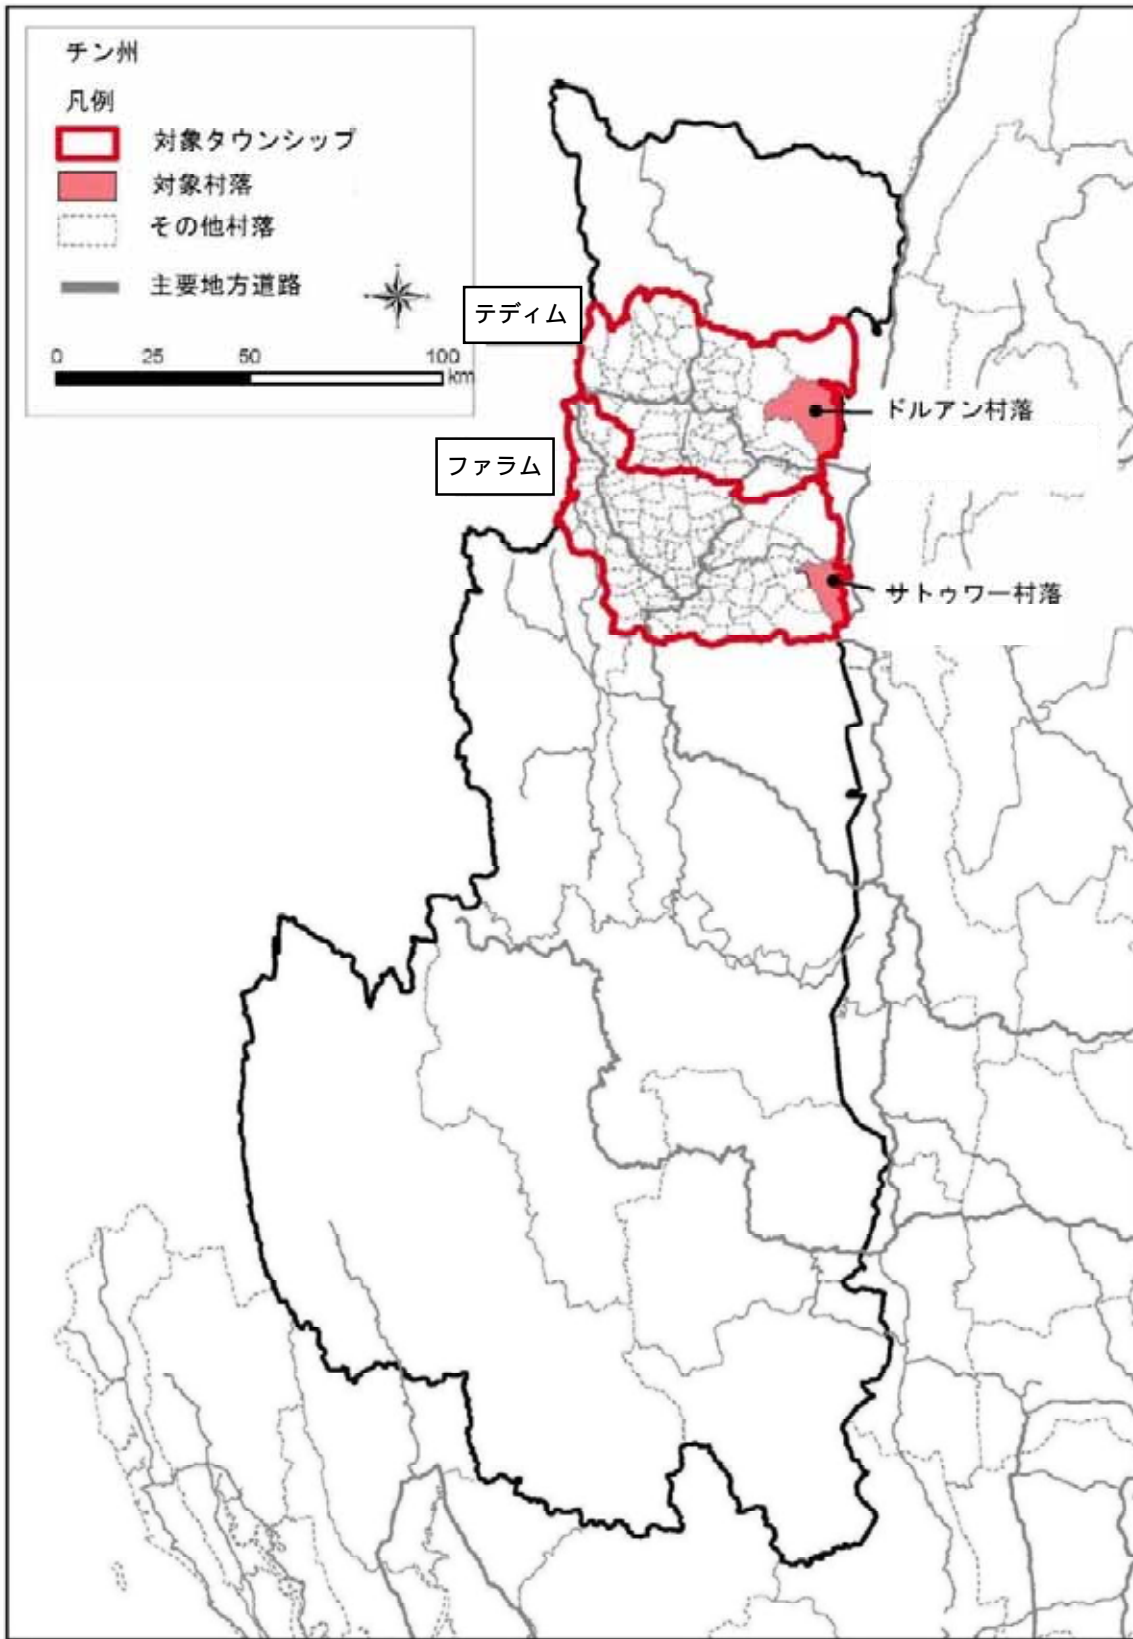 チン州
凡例
対象タウンシップ
対象村落
その他村落
主要地方道路
0 25 50 100
km
テディム
ファラム
ドルアン村落
サトゥワー村落